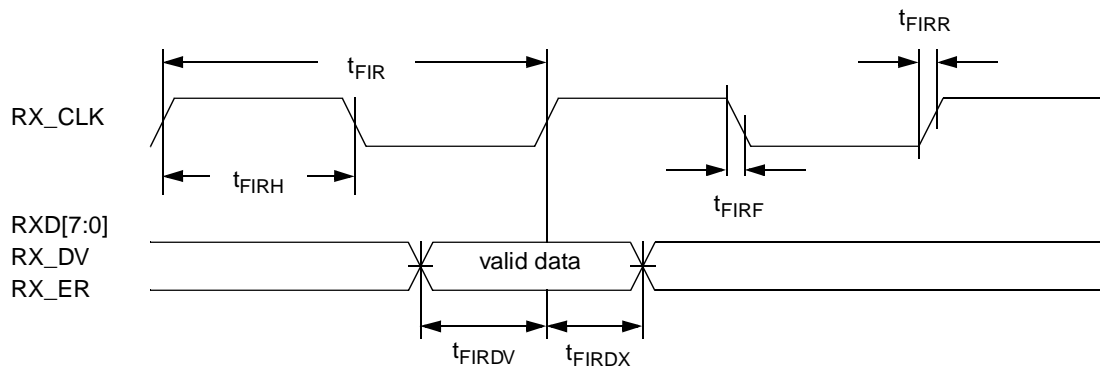 tFIRR
tFIR
RX_CLK
tFIRH
tFIRF
RXD[7:0]
RX_DV
valid data
RX_ER
tFIRDV
tFIRDX